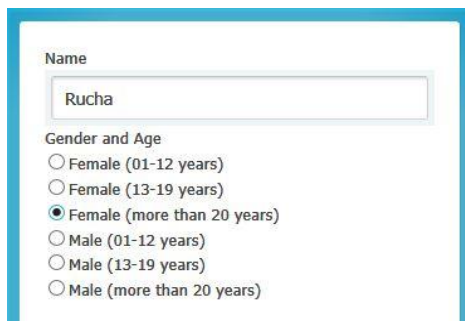 Name
Rucha
Gender and Age
Female (01-12 years)
Female (13-19 years)
Female (more than 20 years)
Male (01-12 years)
Male (13-19 years)
Male (more than 20 years)